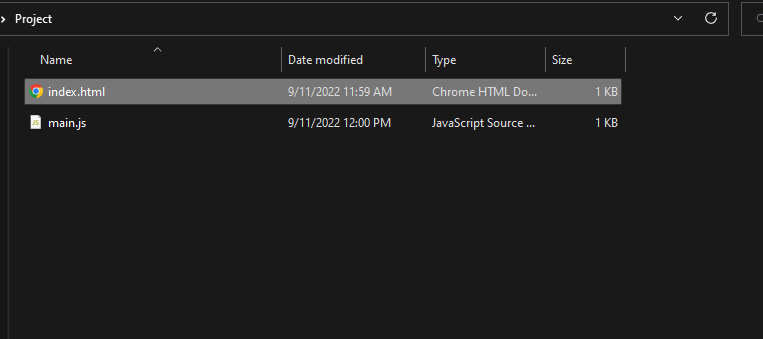 Project
Name Date modified Type Size
index.html 9/11/2022 11:59 AM Chrome HTML Do... 1 KB
main.js 9/11/2022 12:00 PM JavaScript Source ... 1 KB